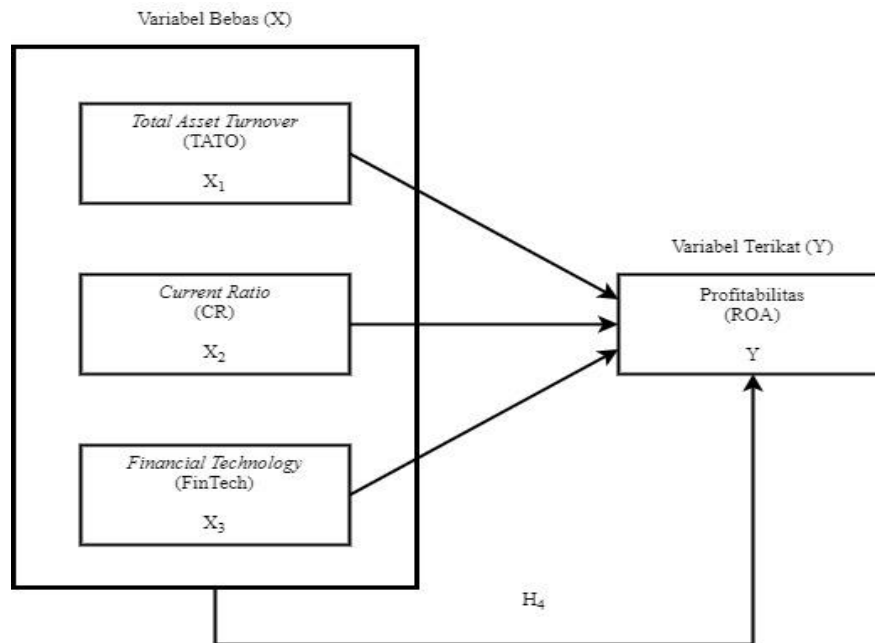 Variabel Bebas (X)
Total Asset Turnover
(TATO)
X₁
Current Ratio
(CR)
X₂
Financial Technology
(FinTech)
X₃
Variabel Terikat (Y)
Profitabilitas
(ROA)
Y
H₄